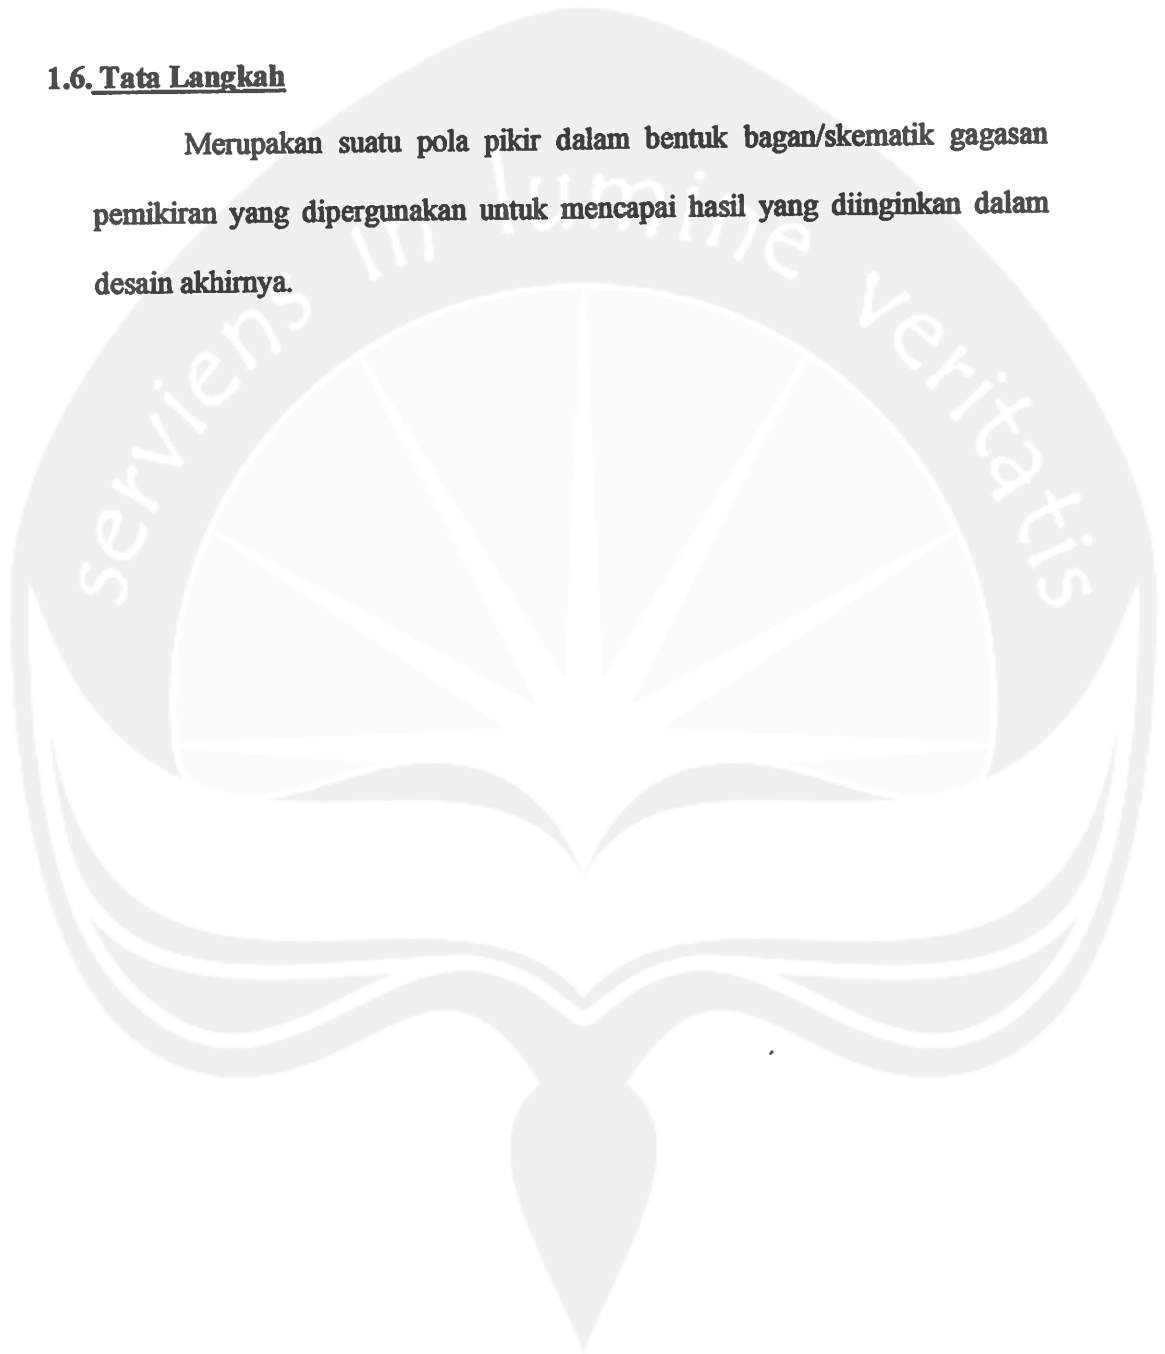 1.6. Tata Langkah
Merupakan suatu pola pikir dalam bentuk bagan/skematik gagasan
pemikiran yang dipergunakan untuk mencapai hasil yang diinginkan dalam
desain akhirnya.
serviens in lumine veritatis